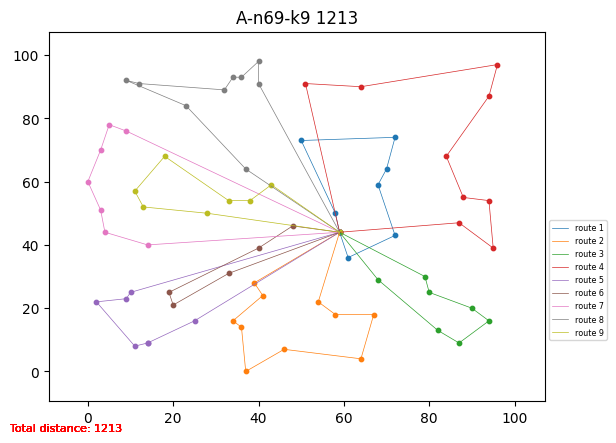 A-n69-k9 1213
100
80
60
40
20
0
0 20 40 60 80 100
route 1
route 2
route 3
route 4
route 5
route 6
route 7
route 8
route 9
Total distance: 1213